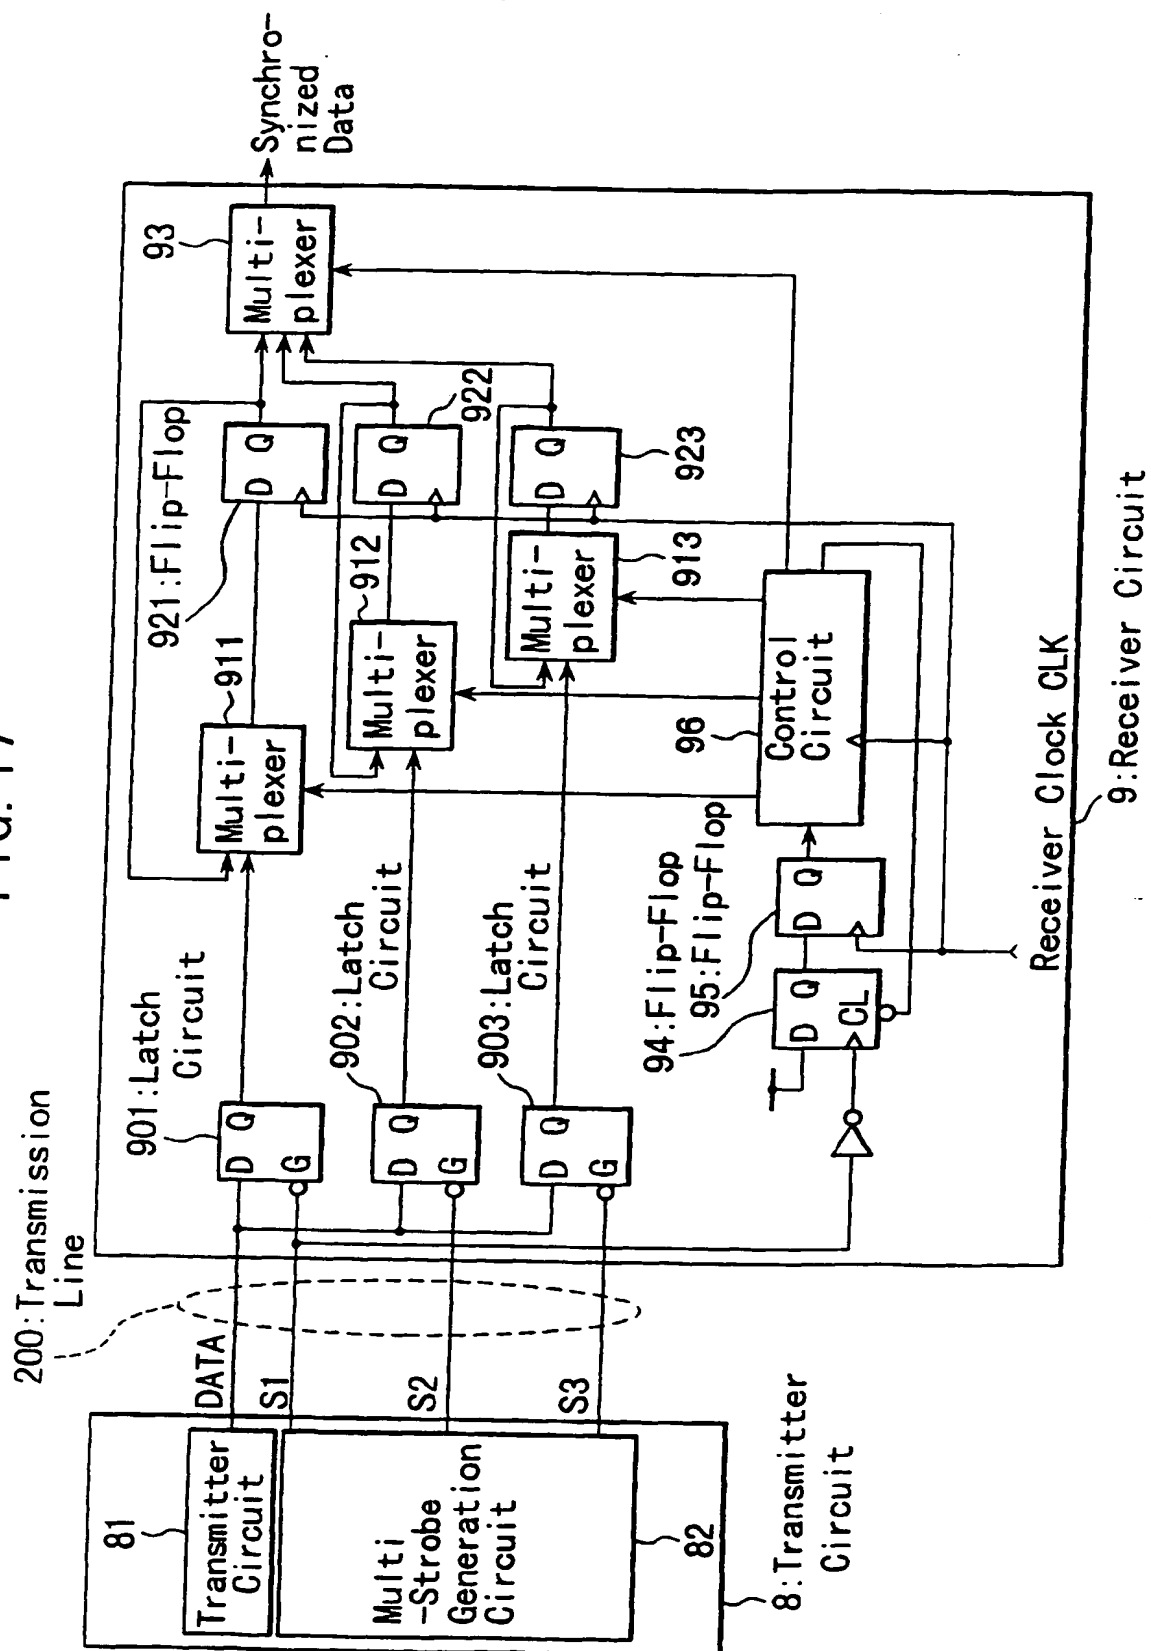 200:Transmission
Line
81
Transmitter
Circuit
Multi
-Strobe
Generation
Circuit
82
8:Transmitter
Circuit
DATA
S1
S2
S3
901:Latch
Circuit
D Q
G
902:Latch
Circuit
D Q
G
903:Latch
Circuit
D Q
G
911
Multi-
plexer
912
Multi-
plexer
913
Multi-
plexer
921:Flip-Flop
D Q
922
D Q
923
D Q
93
Multi-
plexer
Synchro-
nized
Data
94:Flip-Flop
95:Flip-Flop
D Q
CL
D Q
96
Control
Circuit
Receiver Clock CLK
9:Receiver Circuit